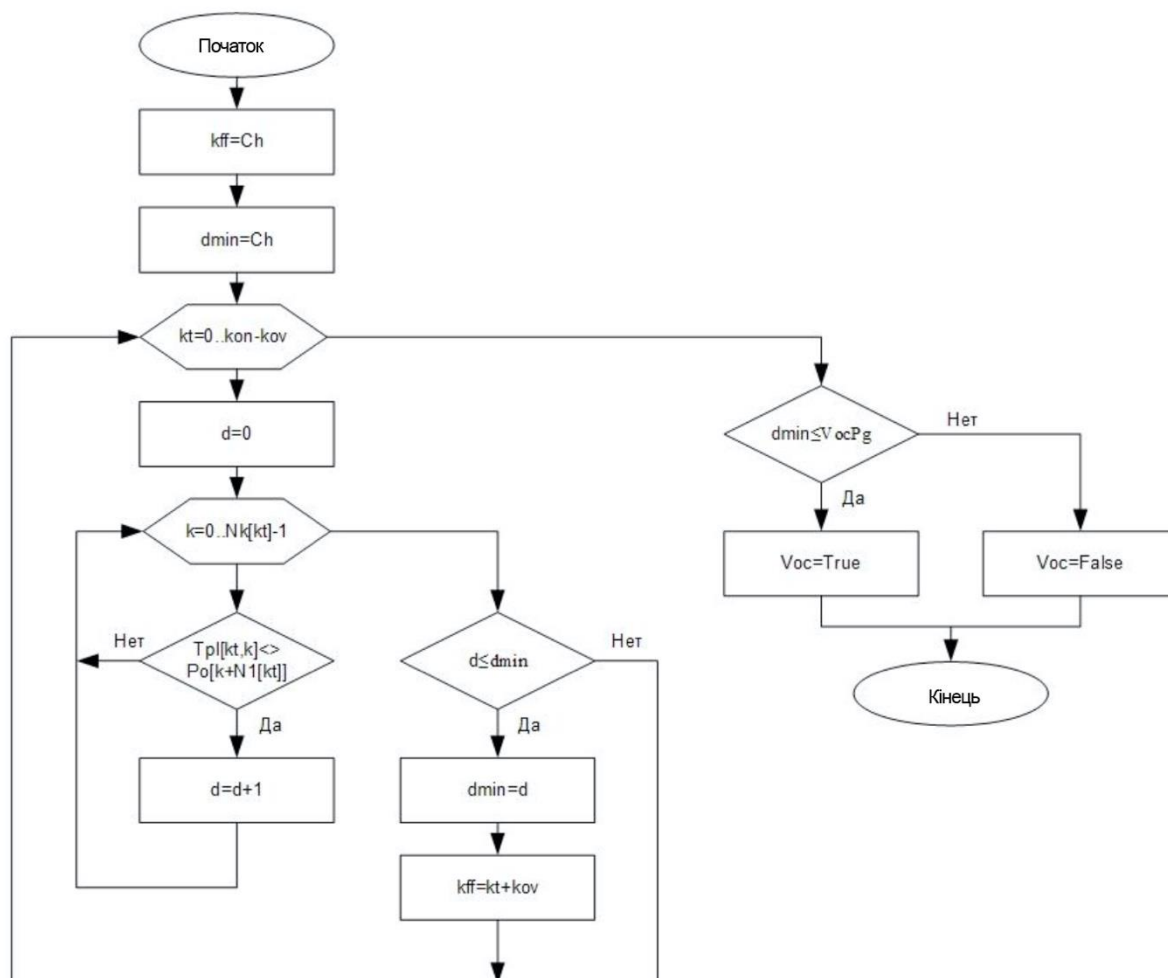 Початок
kff=Ch
dmin=Ch
kt=0..kon-kov
d=0
k=0..Nk[kt]-1
Нет
Tpl[kt,k]<>
Po[k+N1[kt]]
Да
d=d+1
d≤dmin
Нет
Да
dmin=d
kff=kt+kov
dmin≤VocPg
Нет
Да
Voc=True
Voc=False
Кінець